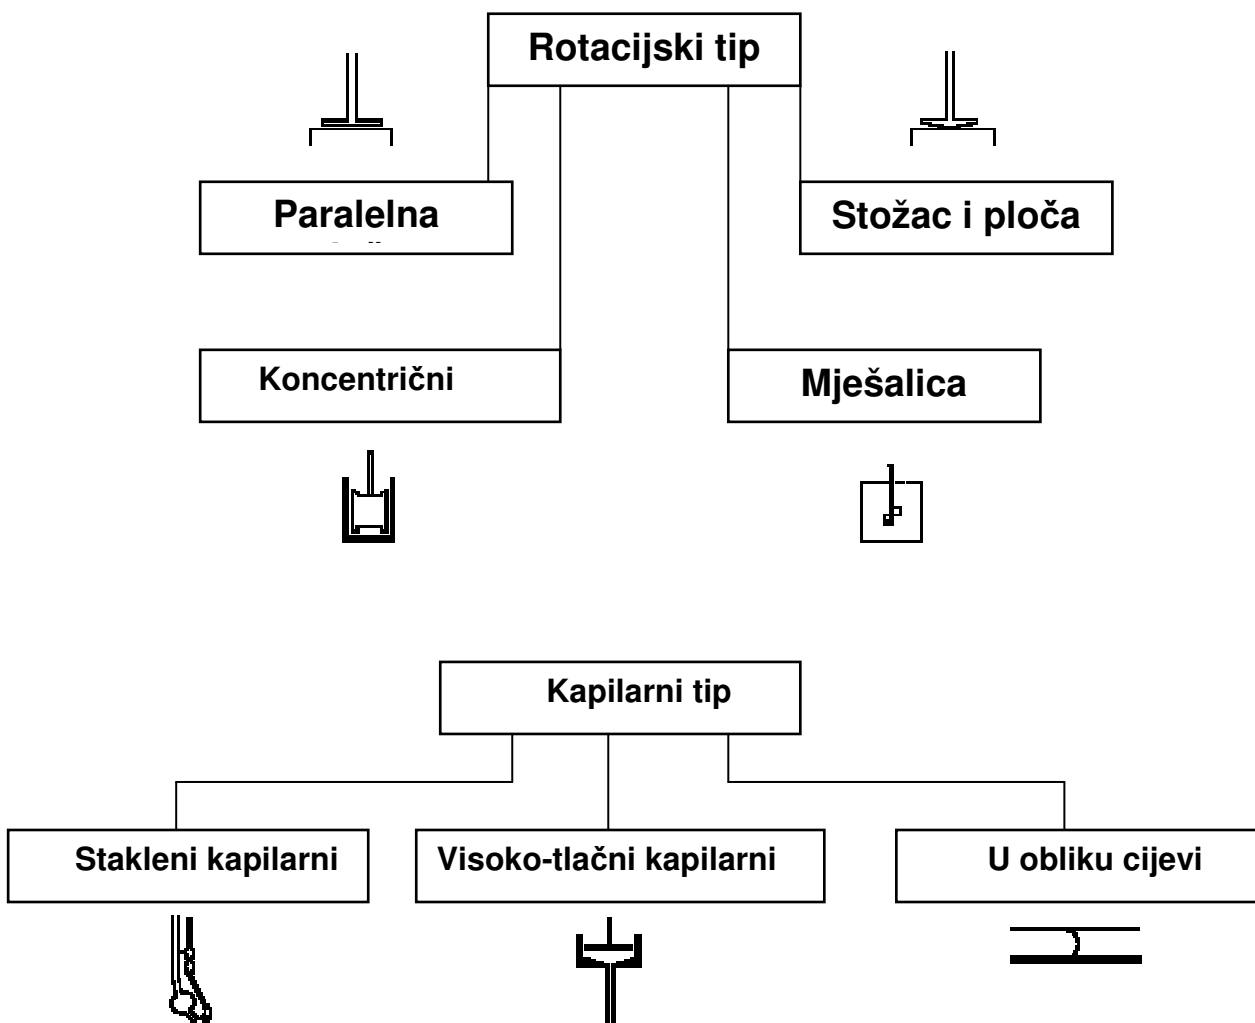 Rotacijski tip
Paralelna
Stožac i ploča
Koncentrični
Mješalica
Kapilarni tip
Stakleni kapilarni
Visoko-tlačni kapilarni
U obliku cijevi